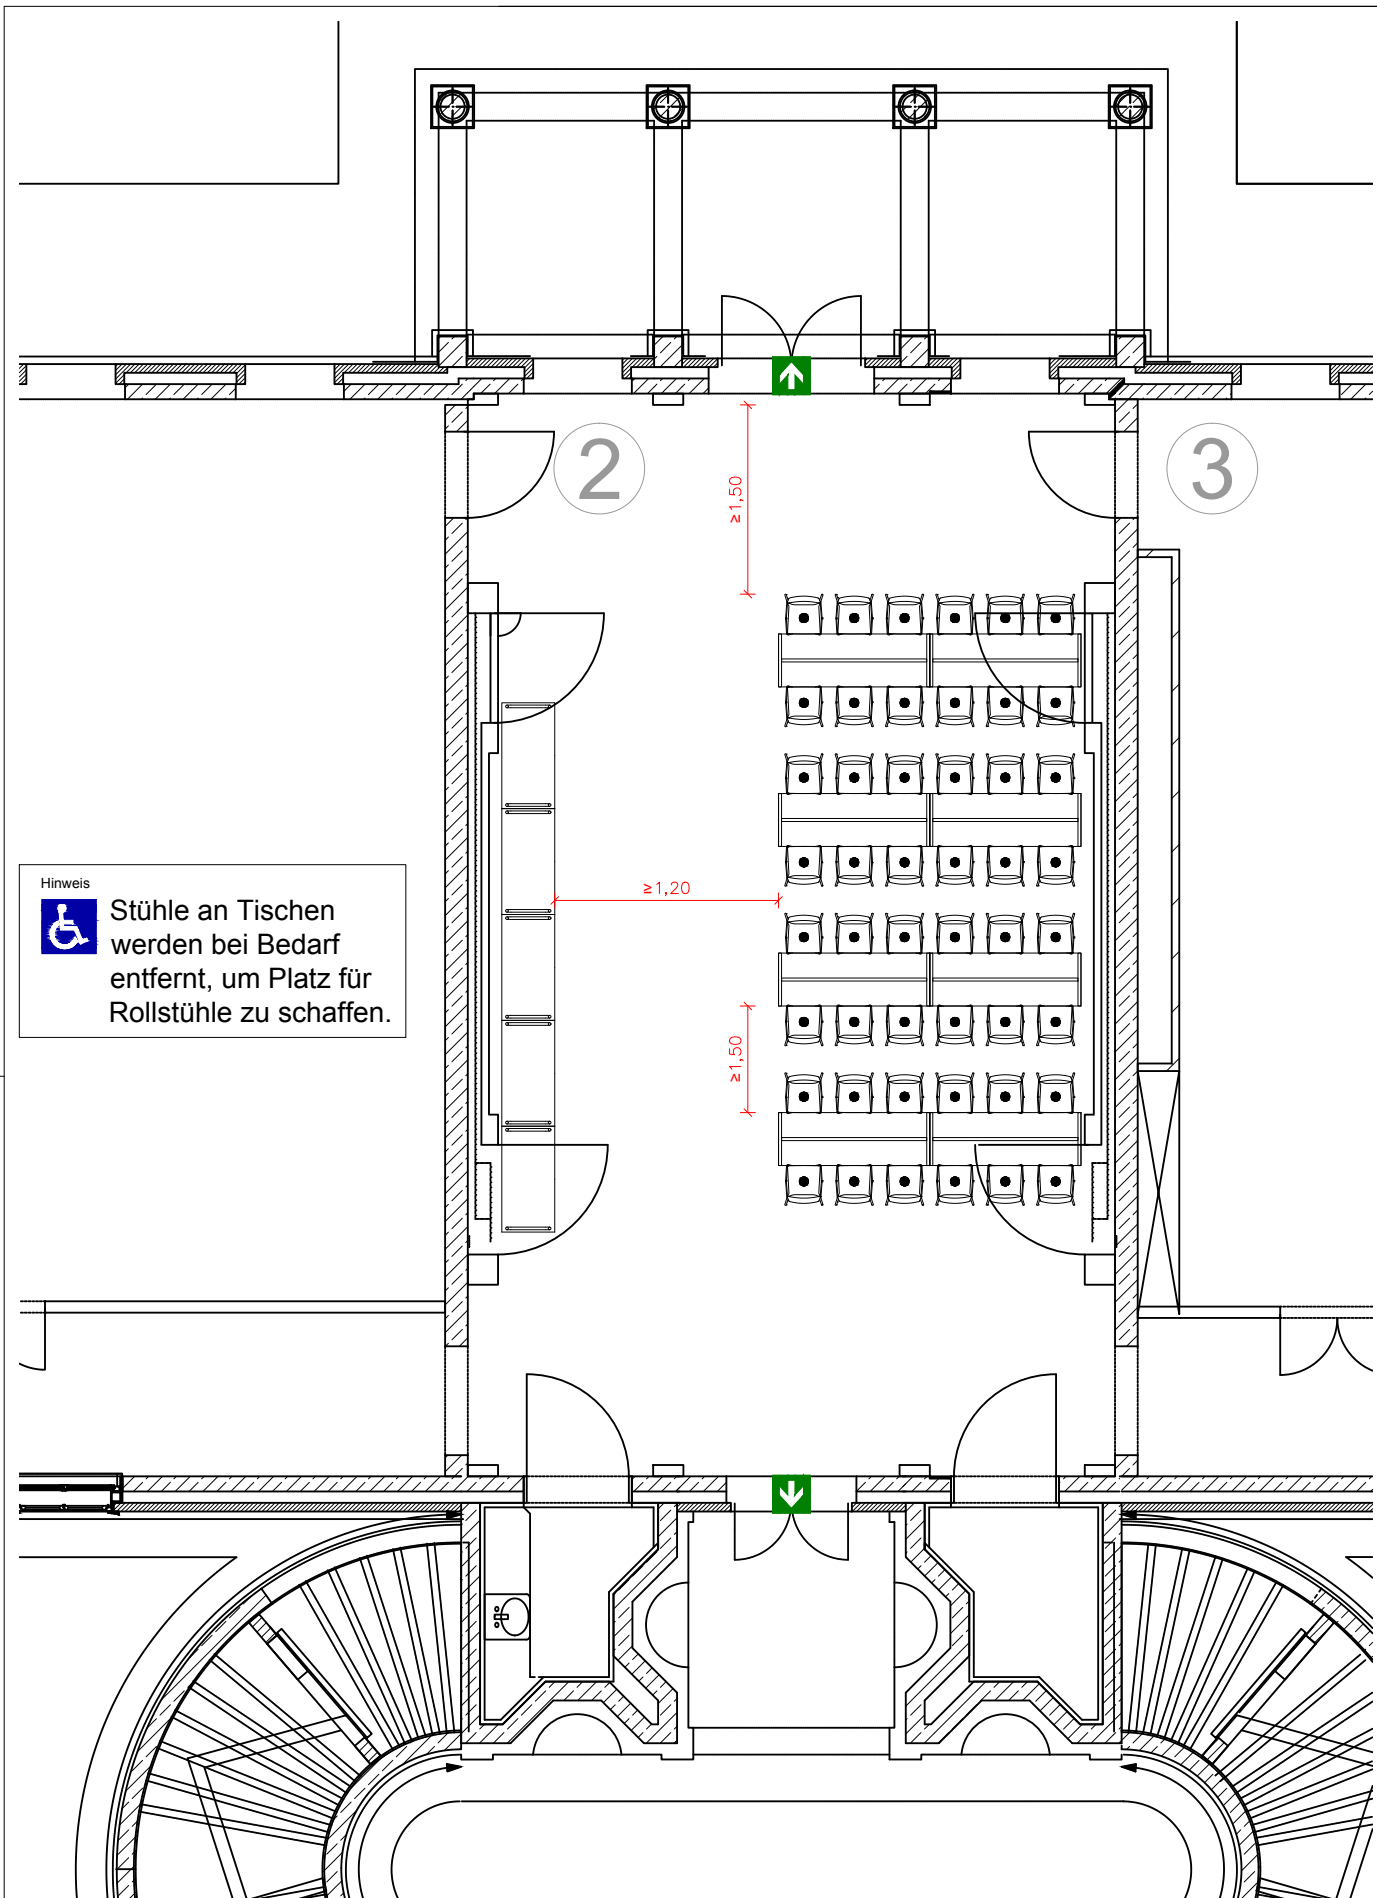 2
3
≥1,50
≥1,20
Hinweis
Stühle an Tischen
werden bei Bedarf
entfernt, um Platz für
Rollstühle zu schaffen.
≥1,50